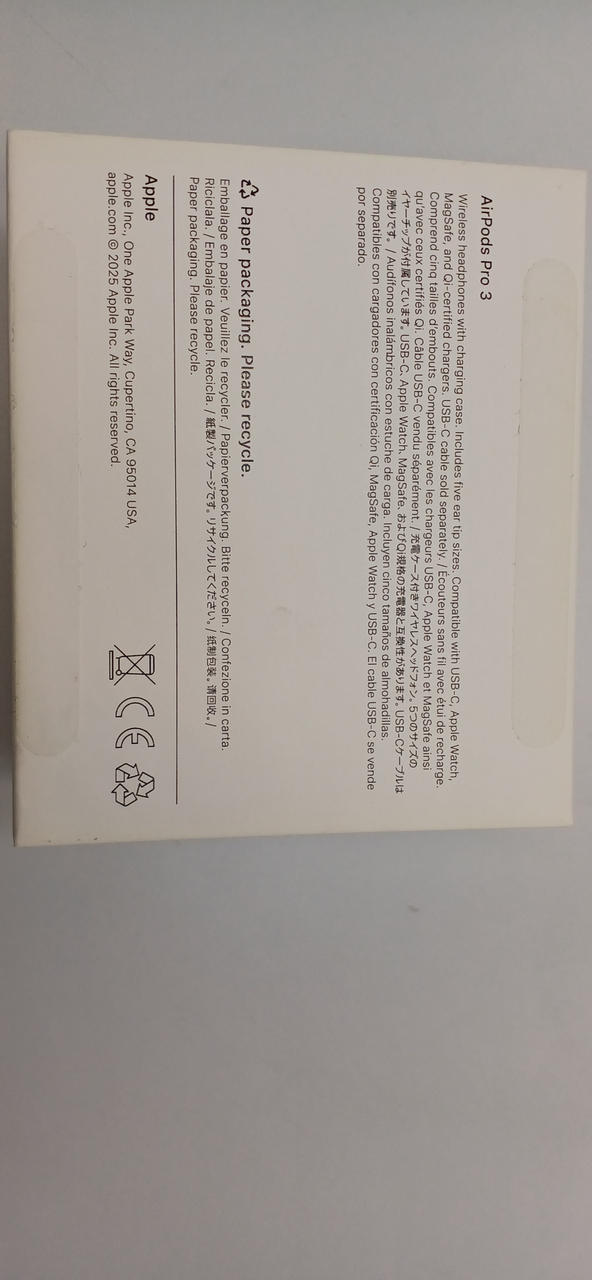 AirPods Pro 3
Wireless headphones with charging case. Includes five ear tip sizes. Compatible with USB-C, Apple Watch,
MagSafe, and Qi-certified chargers. USB-C cable sold separately. / Écouteurs sans fil avec étui de recharge.
Comprend cinq tailles d'embouts. Compatibles avec les chargeurs USB-C, Apple Watch et MagSafe ainsi
qu'avec ceux certifiés Qi. Câble USB-C vendu séparément. / 充電ケース付きワイヤレスヘッドフォン。5つのサイズの
イヤーチップが付属しています。USB-C、Apple Watch、MagSafe、およびQi規格の充電器と互換性があります。USB-Cケーブルは
別売りです。/ Audífonos inalámbricos con estuche de carga. Incluyen cinco tamaños de almohadillas.
Compatibles con cargadores con certificación Qi, MagSafe, Apple Watch y USB-C. El cable USB-C se vende
por separado.
Paper packaging. Please recycle.
Emballage en papier. Veuillez le recycler. / Papierverpackung. Bitte recyceln. / Confezione in carta.
Riciclala. / Embalaje de papel. Recicla. / 紙製パッケージです。リサイクルしてください。/ 纸制包装。请回收。/
Paper packaging. Please recycle.
Apple
Apple Inc., One Apple Park Way, Cupertino, CA 95014 USA,
apple.com © 2025 Apple Inc. All rights reserved.
CE